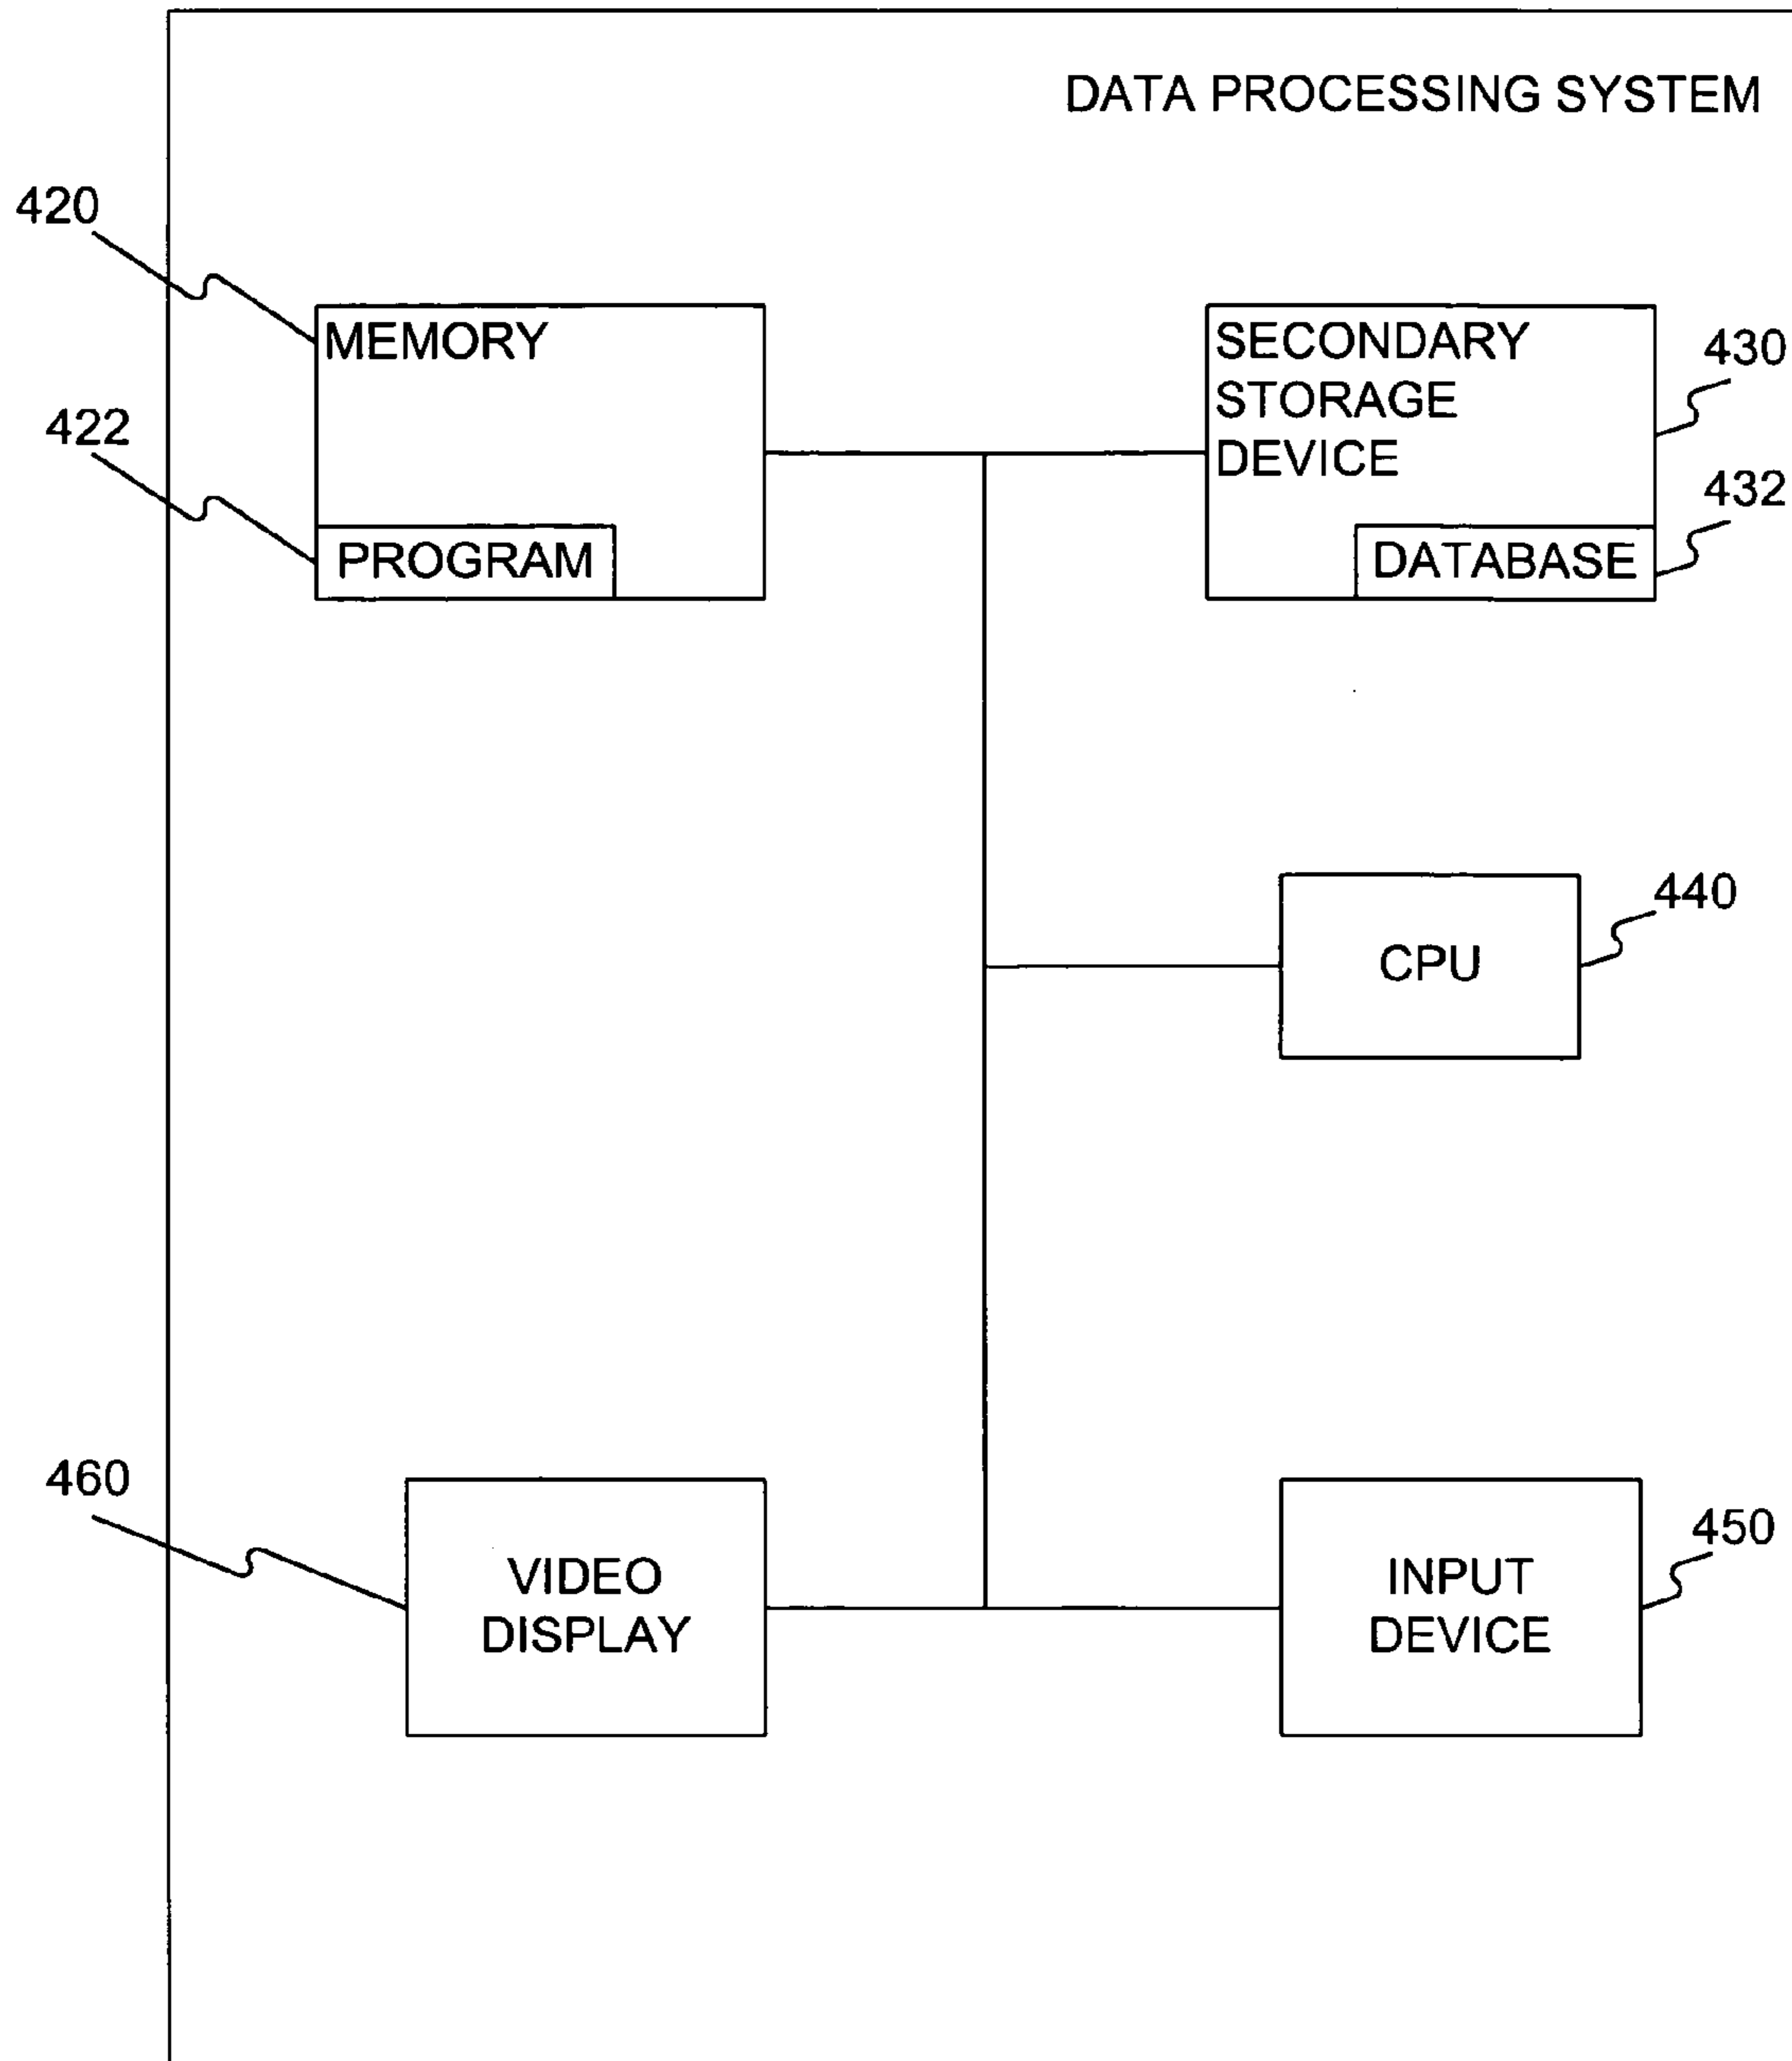 DATA PROCESSING SYSTEM
420
MEMORY
SECONDARY
STORAGE
DEVICE
430
422
PROGRAM
432
DATABASE
440
CPU
460
VIDEO
DISPLAY
450
INPUT
DEVICE